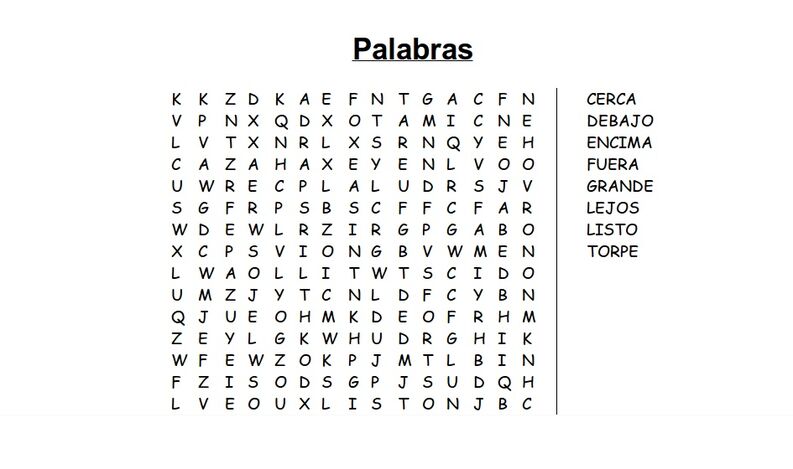 Palabras
K K Z D K A E F N T G A C F N CERCA
V P N X Q D X O T A M I C N E DEBAJO
L V T X N R L X S R N Q Y E H ENCIMA
C A Z A H A X E Y E N L V O O FUERA
U W R E C P L A L U D R S J V GRANDE
S G F R P S B S C F F C F A R LEJOS
W D E W L R Z I R G P G A B O LISTO
X C P S V I O N G B V W M E N TORPE
L W A O L L I T W T S C I D O
U M Z J Y T C N L D F C Y B N
Q J U E O H M K D E O F R H M
Z E Y L G K W H U D R G H I K
W F E W Z O K P J M T L B I N
F Z I S O D S G P J S U D Q H
L V E O U X L I S T O N J B C